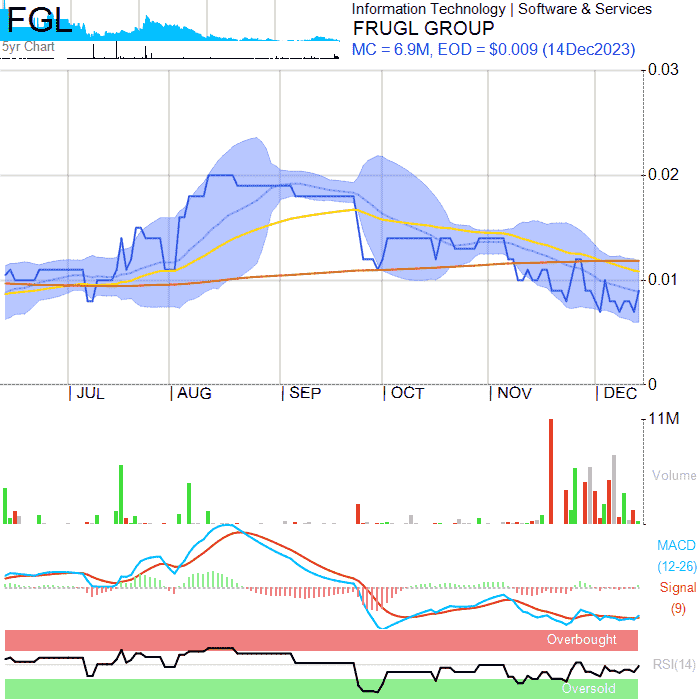 FGL
Information Technology | Software & Services
FRUGL GROUP
5yr Chart
MC = 6.9M, EOD = $0.009 (14Dec2023)
0.03
0.02
0.01
0
| JUL | AUG | SEP | OCT | NOV | DEC
11M
Volume
MACD
(12-26)
Signal
(9)
Overbought
RSI(14)
Oversold